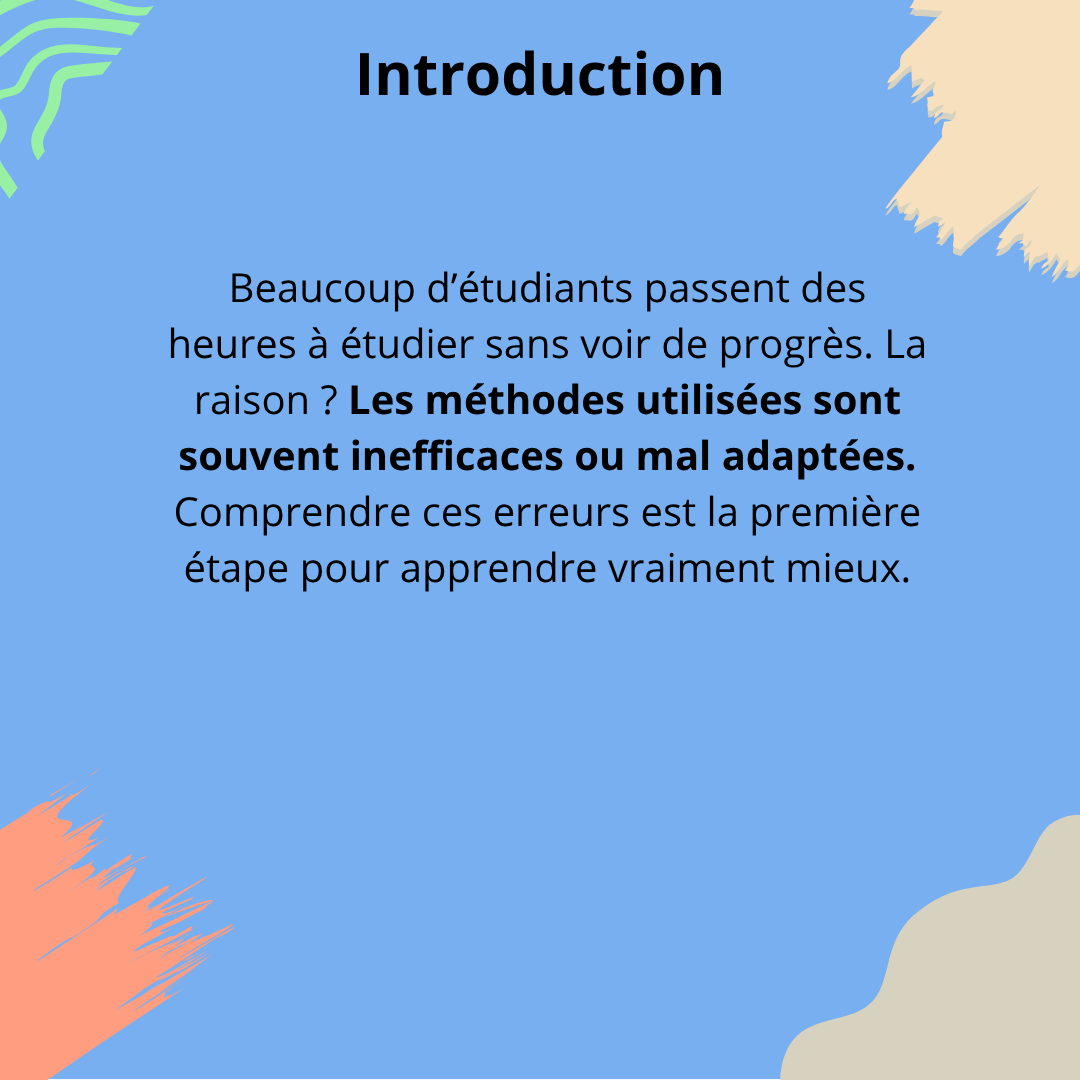 Introduction
Beaucoup d’étudiants passent des
heures à étudier sans voir de progrès. La
raison ? Les méthodes utilisées sont
souvent inefficaces ou mal adaptées.
Comprendre ces erreurs est la première
étape pour apprendre vraiment mieux.